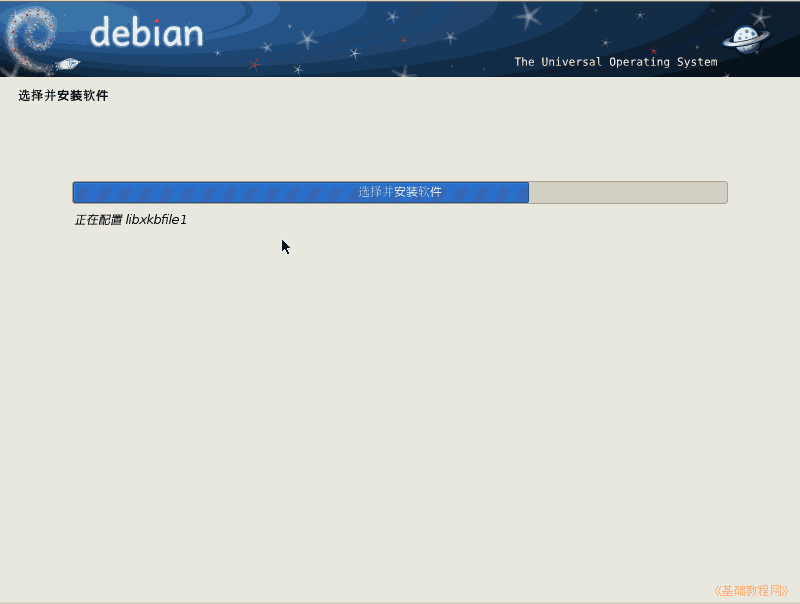 debian
The Universal Operating System
选择并安装软件
选择并安装软件
正在配置 libxkbfile1
《基础教程网》